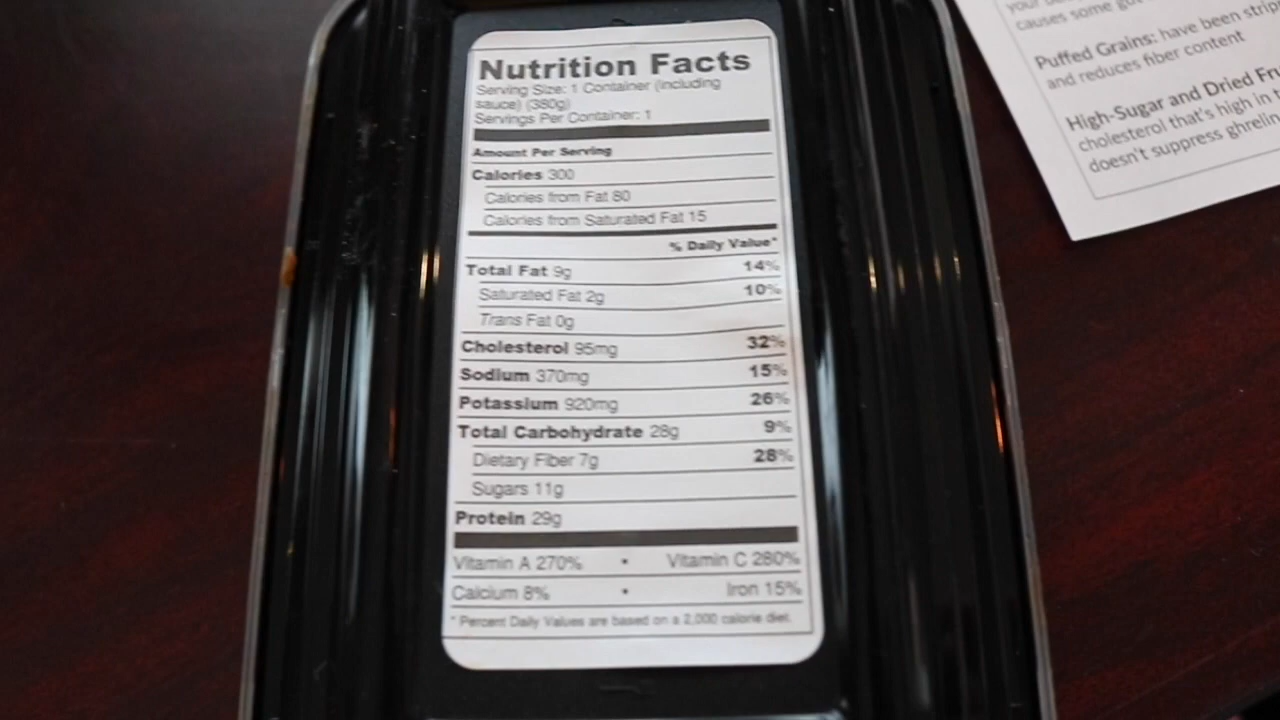 Nutrition Facts
Serving Size: 1 Container (including
sauce) (380g)
Servings Per Container: 1
Amount Per Serving
Calories 300
Calories from Fat 80
Calories from Saturated Fat 15
% Daily Value*
Total Fat 9g 14%
Saturated Fat 2g 10%
Trans Fat 0g
Cholesterol 95mg 32%
Sodium 370mg 15%
Potassium 920mg 26%
Total Carbohydrate 28g 9%
Dietary Fiber 7g 28%
Sugars 11g
Protein 29g
Vitamin A 270% • Vitamin C 280%
Calcium 8% • Iron 15%
* Percent Daily Values are based on a 2,000 calorie diet.
causes some
Puffed Grains: have been
and reduces fiber content
High-Sugar and Dried
cholesterol that's high in
doesn't suppress